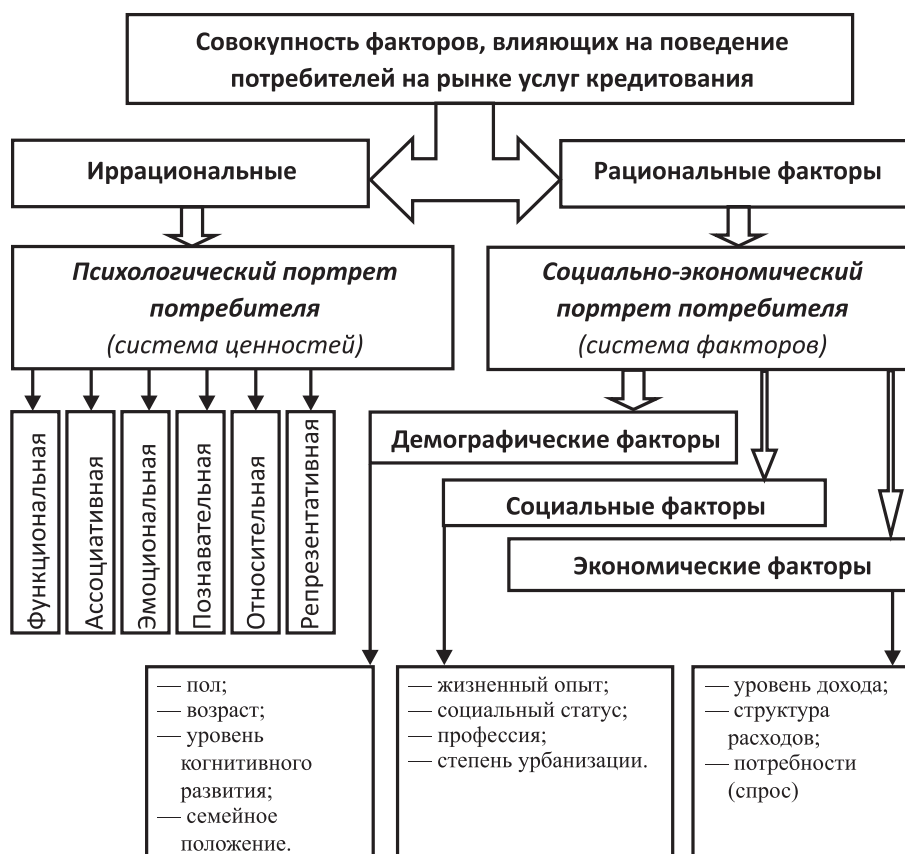 Совокупность факторов, влияющих на поведение
потребителей на рынке услуг кредитования
Иррациональные
Рациональные факторы
Психологический портрет
потребителя
(система ценностей)
Социально-экономический
портрет потребителя
(система факторов)
Функциональная
Ассоциативная
Эмоциональная
Познавательная
Относительная
Репрезентативная
Демографические факторы
Социальные факторы
Экономические факторы
— пол;
— возраст;
— уровень
когнитивного
развития;
— семейное
положение.
— жизненный опыт;
— социальный статус;
— профессия;
— степень урбанизации.
— уровень дохода;
— структура
расходов;
— потребности
(спрос)